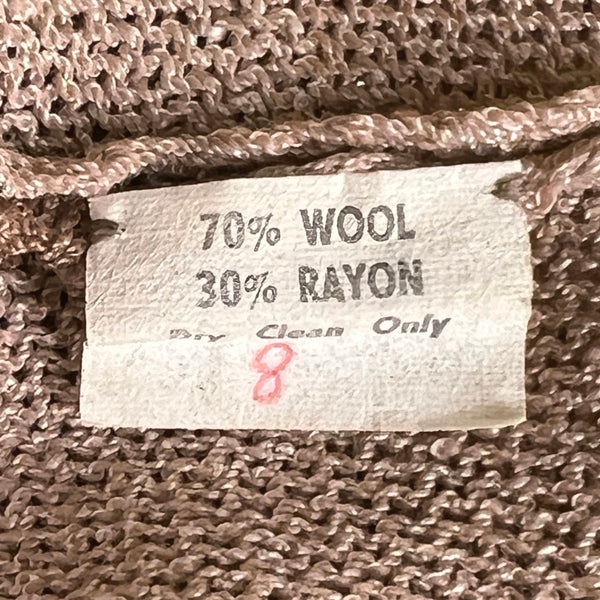 70% WOOL
30% RAYON
Dry Clean Only
8